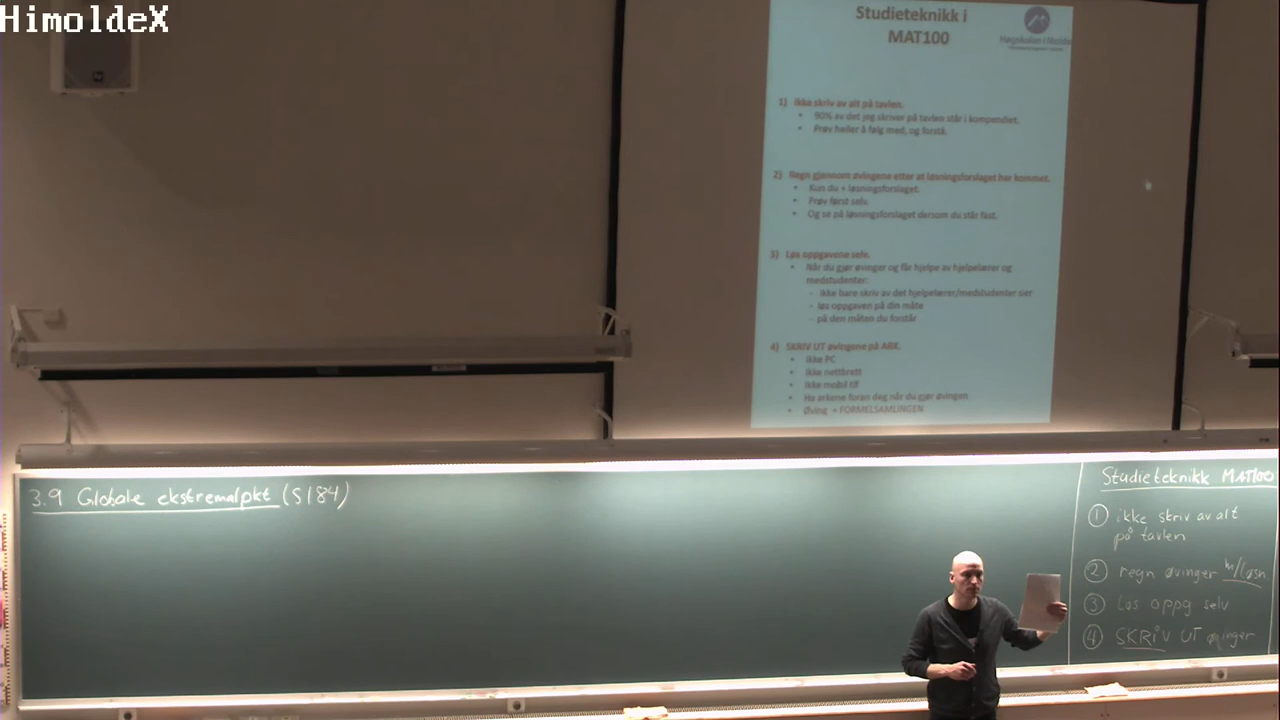 HimoldeX
Studieteknikk i
MAT100
Høgskolen i Molde
1) Ikke skriv av alt på tavlen.
• 90% av det jeg skriver på tavlen står i kompendiet.
• Prøv heller å følg med, og forstå.
2) Regn gjennom øvingene etter at løsningsforslaget har kommet.
• Kun du + løsningsforslaget.
• Prøv først selv.
• Og se på løsningsforslaget dersom du står fast.
3) Løs oppgavene selv.
• Når du gjør øvinger og får hjelpe av hjelpelærer og
medstudenter:
- ikke bare skriv av det hjelpelærer/medstudenter sier
- løs oppgaven på din måte
- på den måten du forstår
4) SKRIV UT øvingene på ARK.
• Ikke PC
• Ikke nettbrett
• Ikke mobil tlf
• Ha arkene foran deg når du gjør øvingen
• Øving + FORMELSAMLINGEN
3.9 Globale ekstremalpkt (S184)
Studieteknikk MAT100
① ikke skriv av alt
på tavlen
② regn øvinger m/løsn.
③ Løs oppg selv
④ SKRIV UT øvinger